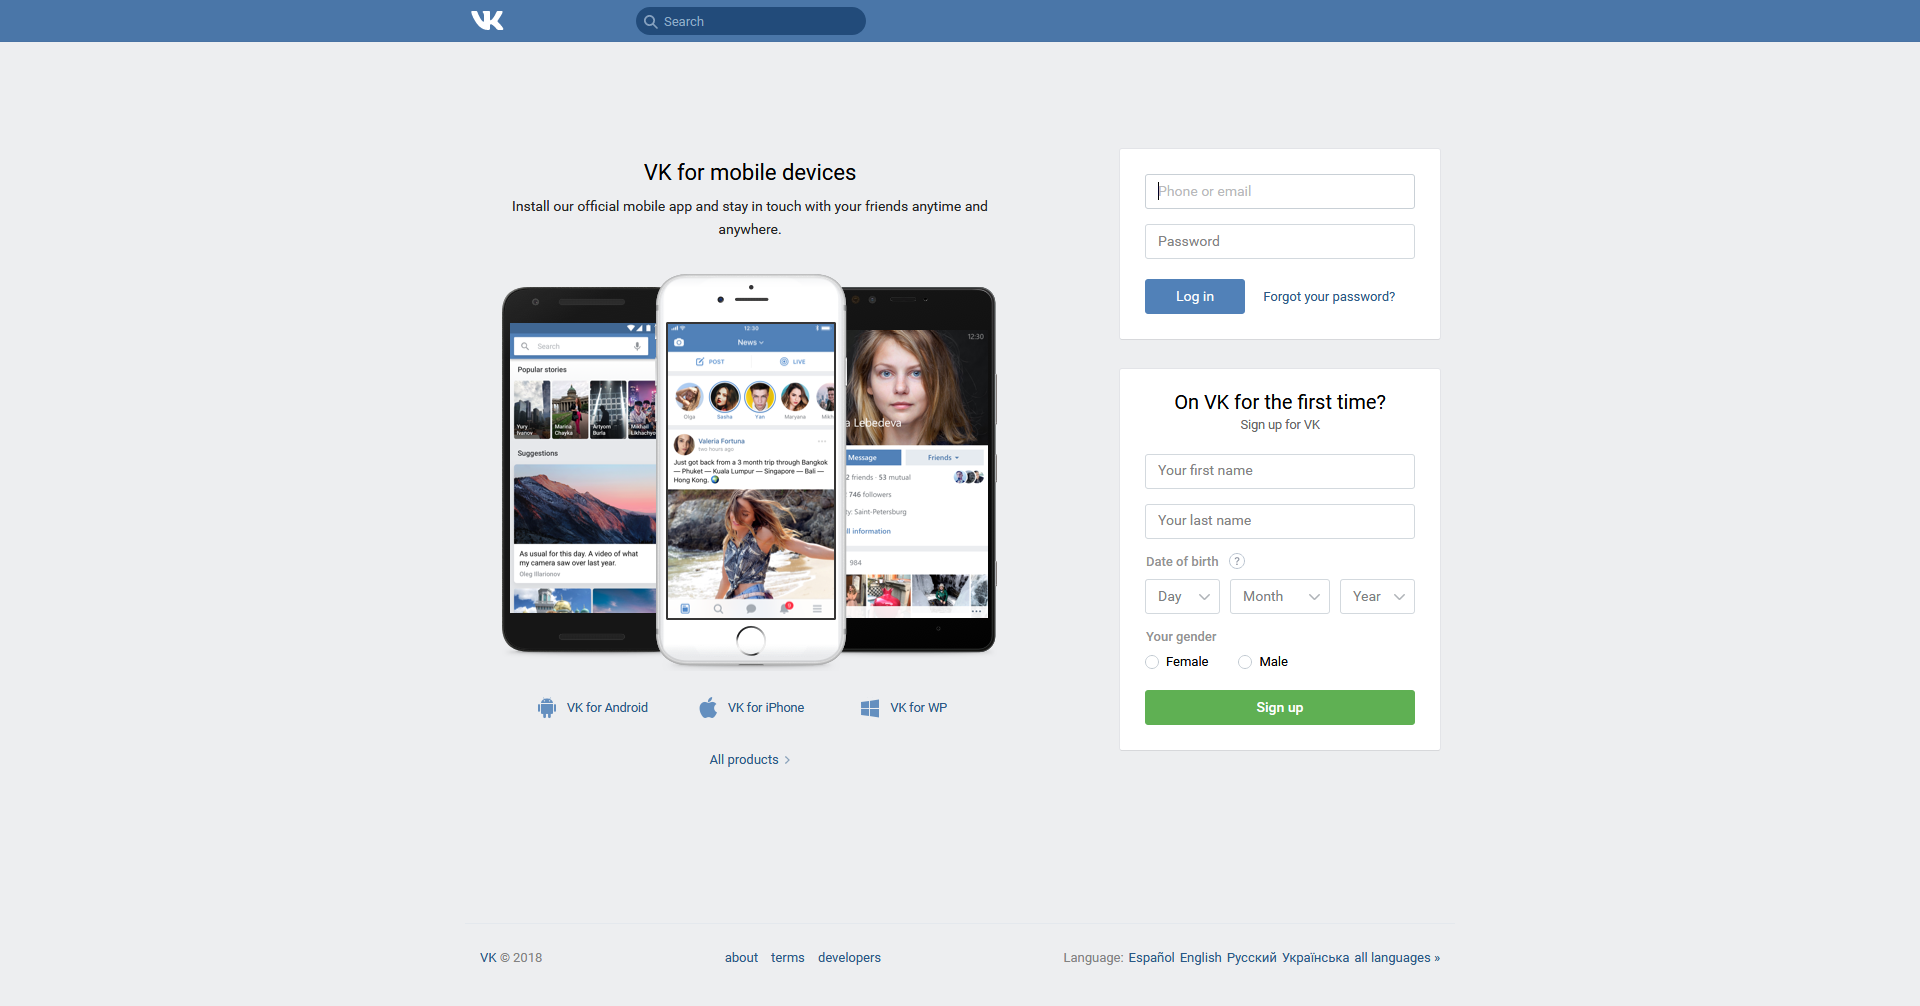 Search
VK for mobile devices
Install our official mobile app and stay in touch with your friends anytime and
anywhere.
Search
Popular stories
Yury
Ivanov
Marina
Chayka
Artyom
Burla
Mikhail
Likhachyo
Suggestions
As usual for this day. A video of what
my camera saw over last year.
Oleg Illarionov
12:30
News
POST
LIVE
Olga
Sasha
Yan
Maryana
Valeria Fortuna
two hours ago
Just got back from a 3 month trip through Bangkok
— Phuket — Kuala Lumpur — Singapore — Bali —
Hong Kong.
12:30
a Lebedeva
Message
Friends
2 friends · 53 mutual
746 followers
ty: Saint-Petersburg
ll information
984
VK for Android
VK for iPhone
VK for WP
All products
Phone or email
Password
Log in
Forgot your password?
On VK for the first time?
Sign up for VK
Your first name
Your last name
Date of birth ?
Day
Month
Year
Your gender
Female
Male
Sign up
VK © 2018
about terms developers
Language: Español English Русский Українська all languages »